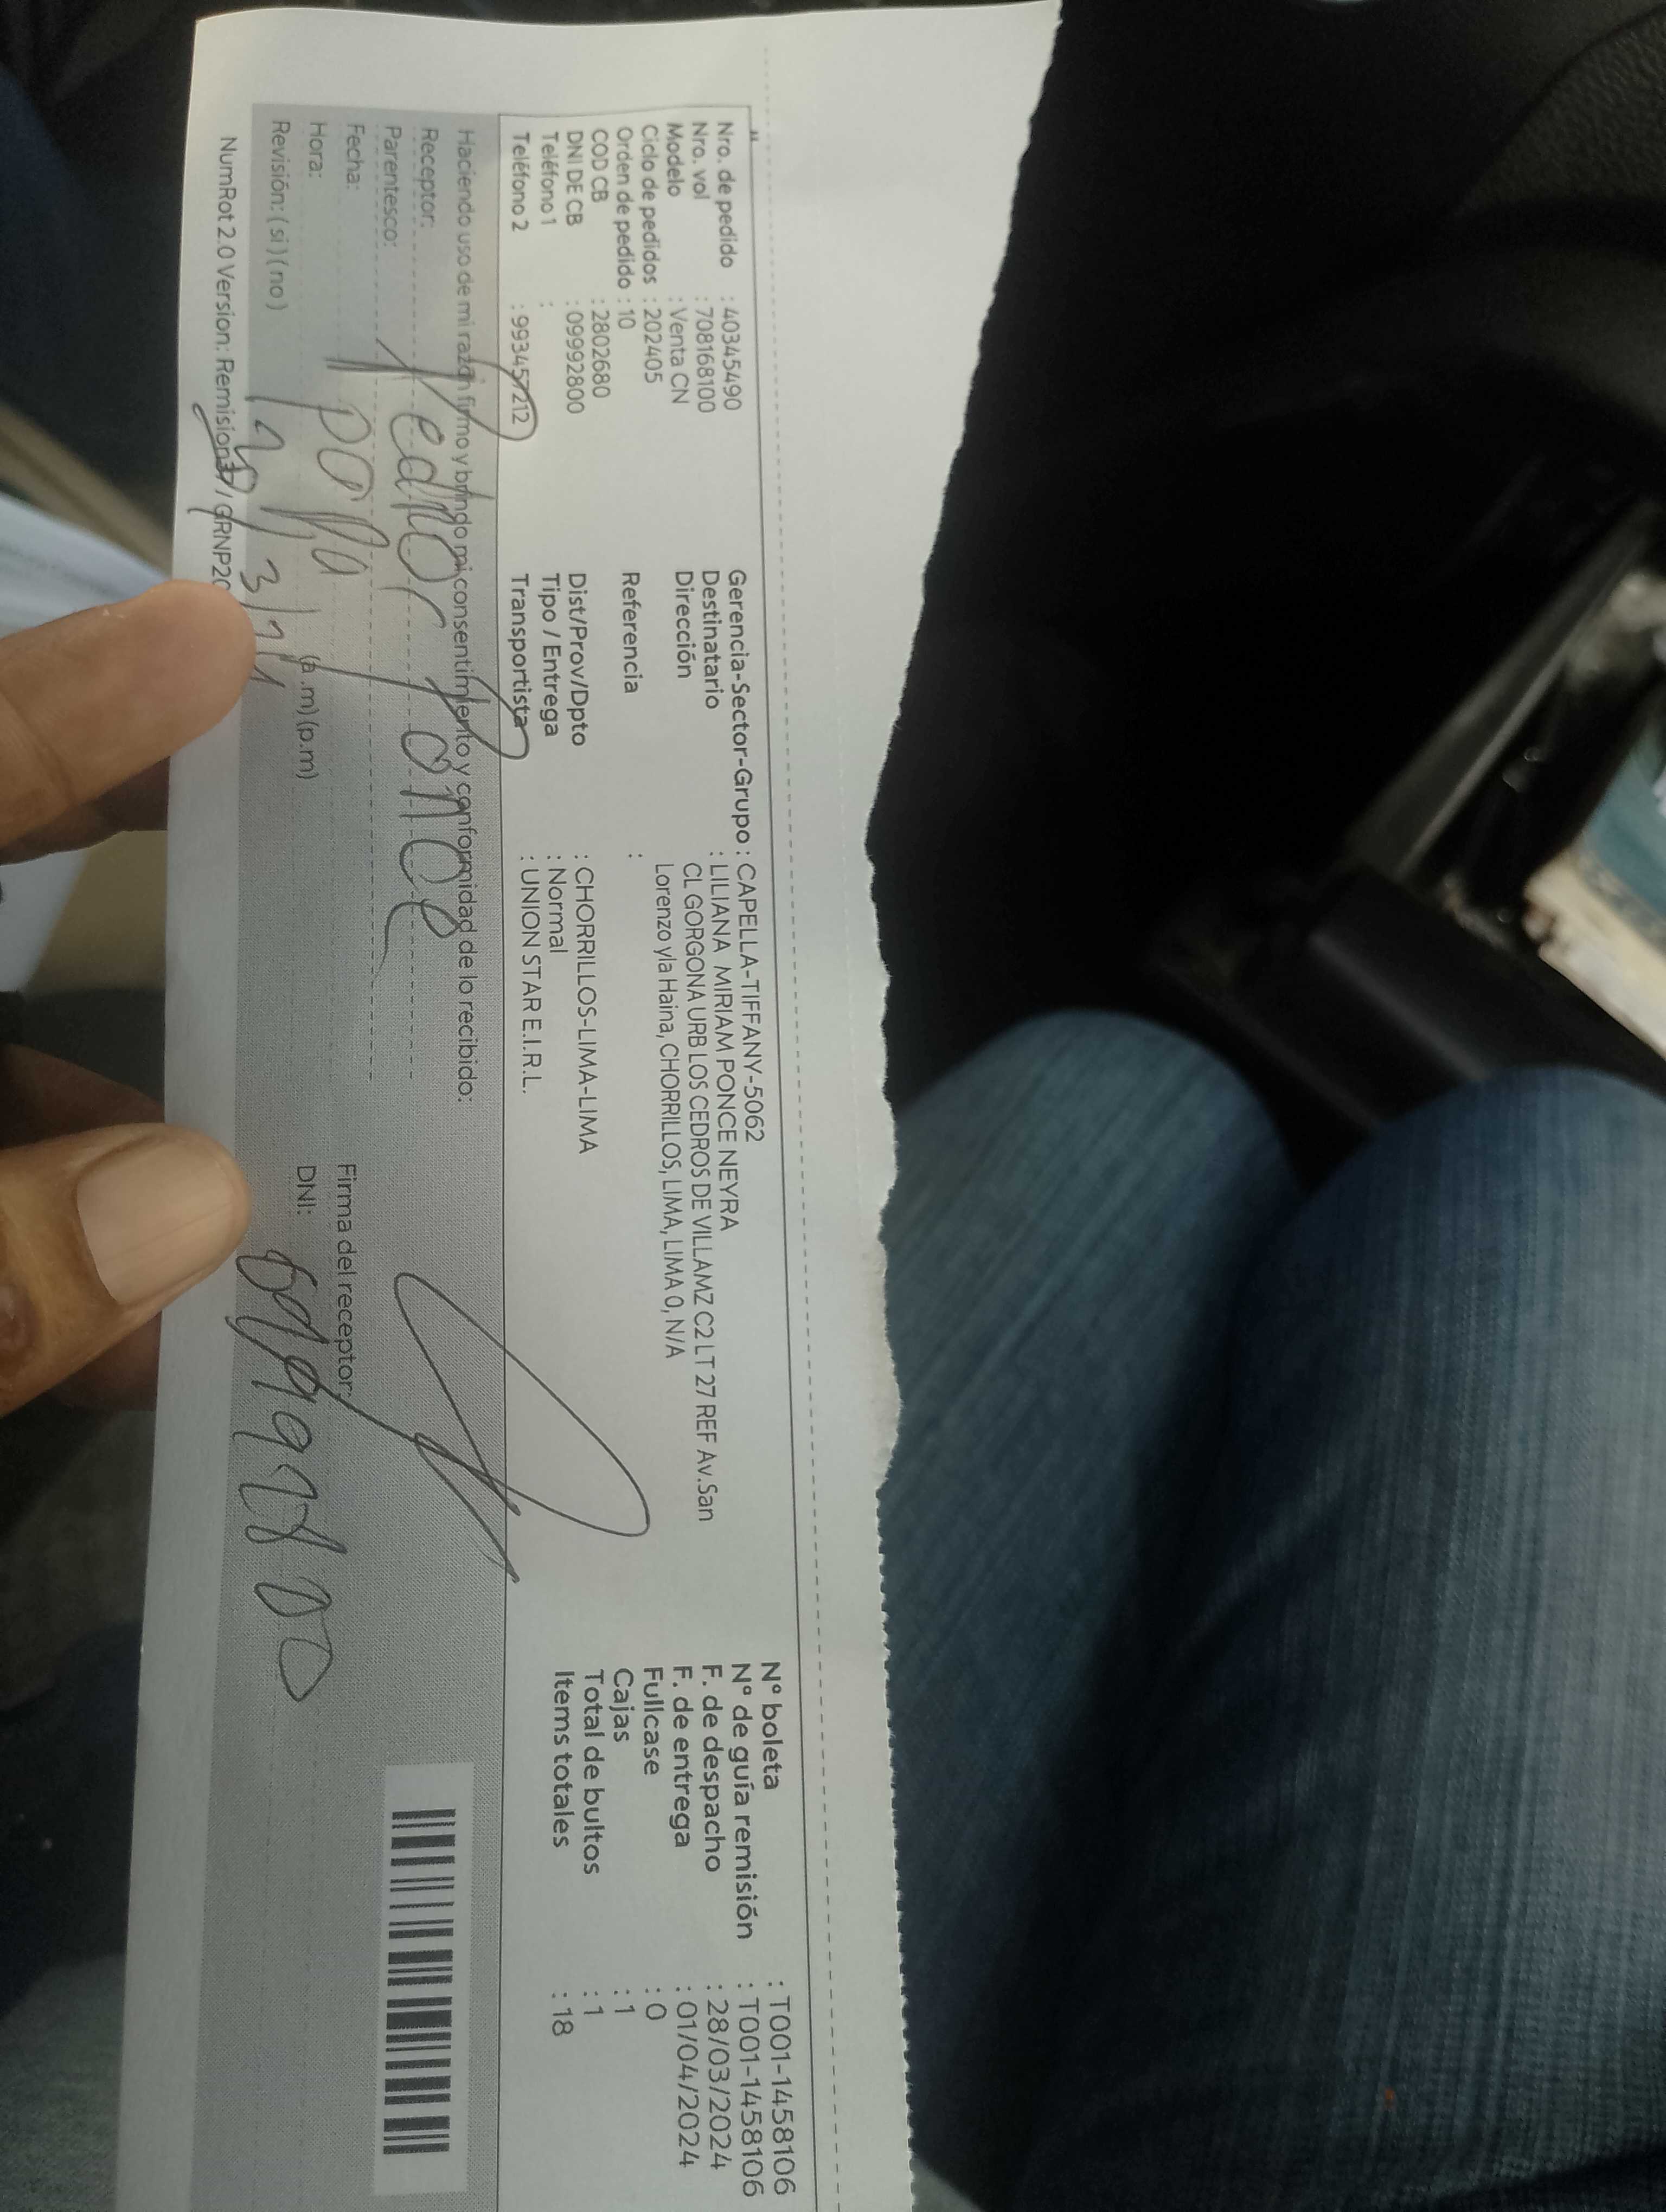 Nro. de pedido : 40345490
Nro. vol : 708168100
Modelo : Venta CN
Ciclo de pedidos : 202405
Orden de pedido : 10
COD CB : 2802680
DNI DE CB : 09992800
Teléfono 1 :
Teléfono 2 : 993457212
Gerencia-Sector-Grupo : CAPELLA-TIFFANY-5062
Destinatario : LILIANA MIRIAM PONCE NEYRA
Dirección CL GORGONA URB LOS CEDROS DE VILLAMZ C2 LT 27 REF Av.San
Lorenzo yla Haina, CHORRILLOS, LIMA, LIMA 0, N/A
Referencia :
Dist/Prov/Dpto : CHORRILLOS-LIMA-LIMA
Tipo / Entrega : Normal
Transportista : UNION STAR E.I.R.L.
N° boleta : T001-1458106
N° de guía remisión : T001-1458106
F. de despacho : 28/03/2024
F. de entrega : 01/04/2024
Fullcase : 0
Cajas : 1
Total de bultos : 1
Items totales : 18
Haciendo uso de mi razón firmo y brindo mi consentimiento y conformidad de lo recibido:
Receptor: Pedro Ponce
Parentesco: papa
Fecha:
Hora: (a.m) (p.m)
Revisión: ( si ) ( no )
Firma del receptor:
DNI: 09992800
NumRot 2.0 Version: Remision37 / GRNP20